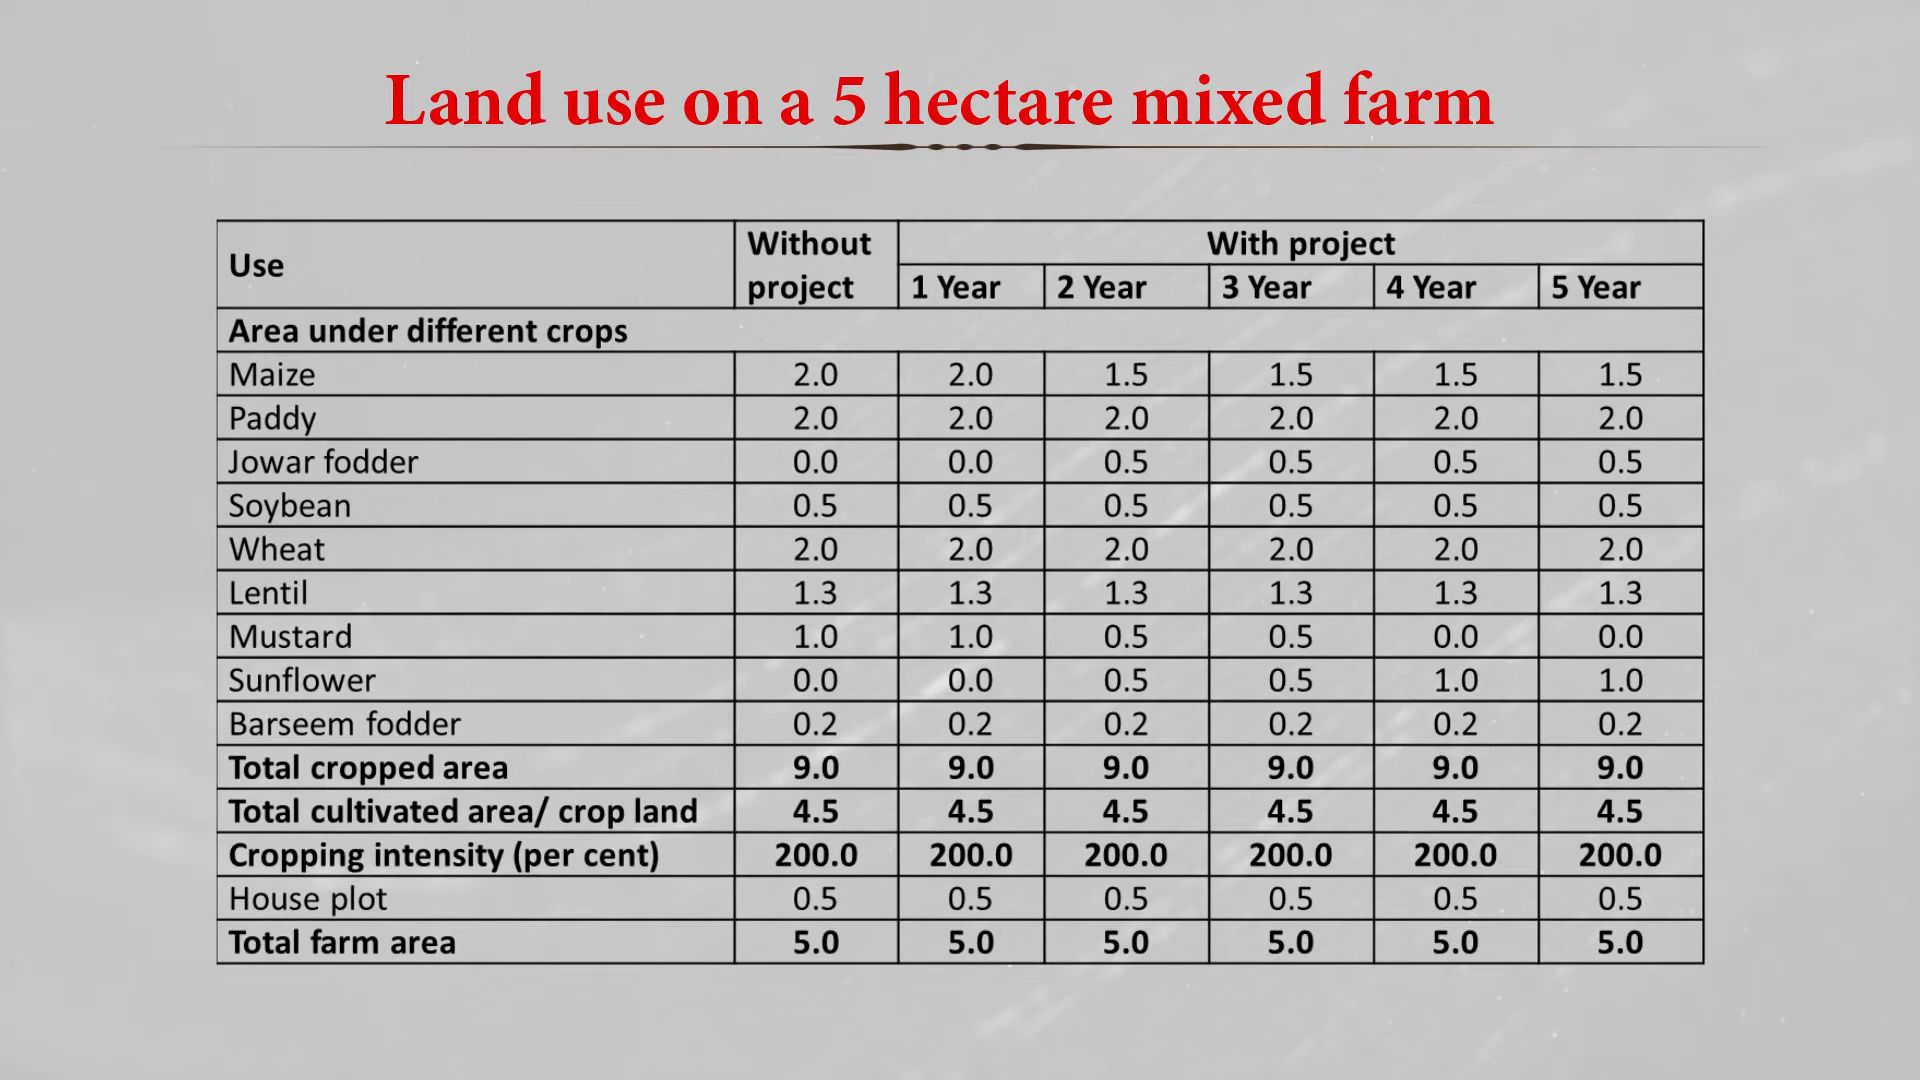 Land use on a 5 hectare mixed farm
Use Without project With project
1 Year 2 Year 3 Year 4 Year 5 Year
Area under different crops
Maize 2.0 2.0 1.5 1.5 1.5 1.5
Paddy 2.0 2.0 2.0 2.0 2.0 2.0
Jowar fodder 0.0 0.0 0.5 0.5 0.5 0.5
Soybean 0.5 0.5 0.5 0.5 0.5 0.5
Wheat 2.0 2.0 2.0 2.0 2.0 2.0
Lentil 1.3 1.3 1.3 1.3 1.3 1.3
Mustard 1.0 1.0 0.5 0.5 0.0 0.0
Sunflower 0.0 0.0 0.5 0.5 1.0 1.0
Barseem fodder 0.2 0.2 0.2 0.2 0.2 0.2
Total cropped area 9.0 9.0 9.0 9.0 9.0 9.0
Total cultivated area/ crop land 4.5 4.5 4.5 4.5 4.5 4.5
Cropping intensity (per cent) 200.0 200.0 200.0 200.0 200.0 200.0
House plot 0.5 0.5 0.5 0.5 0.5 0.5
Total farm area 5.0 5.0 5.0 5.0 5.0 5.0